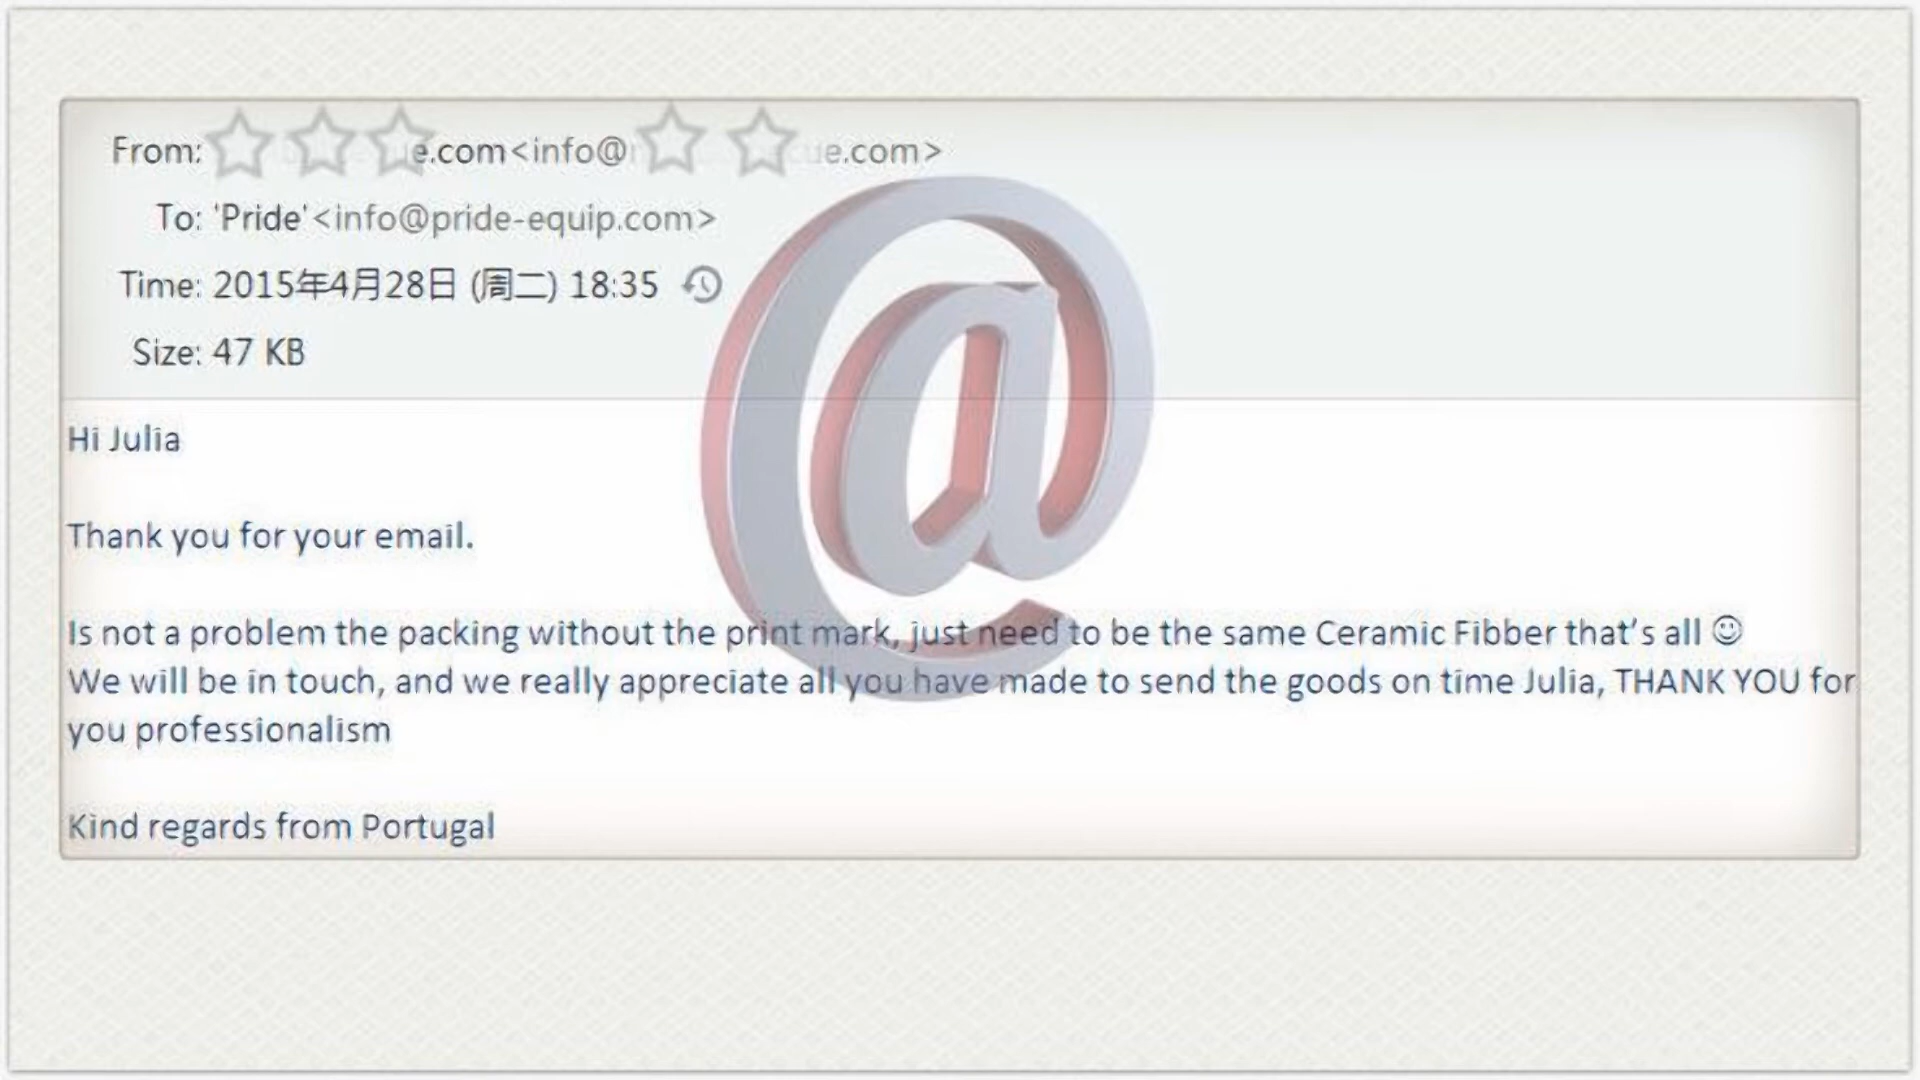 From: e.com<info@ ue.com>
To: 'Pride'<info@pride-equip.com>
Time: 2015年4月28日 (周二) 18:35
Size: 47 KB
@
Hi Julia
Thank you for your email.
Is not a problem the packing without the print mark, just need to be the same Ceramic Fibber that's all ☺
We will be in touch, and we really appreciate all you have made to send the goods on time Julia, THANK YOU for
you professionalism
Kind regards from Portugal